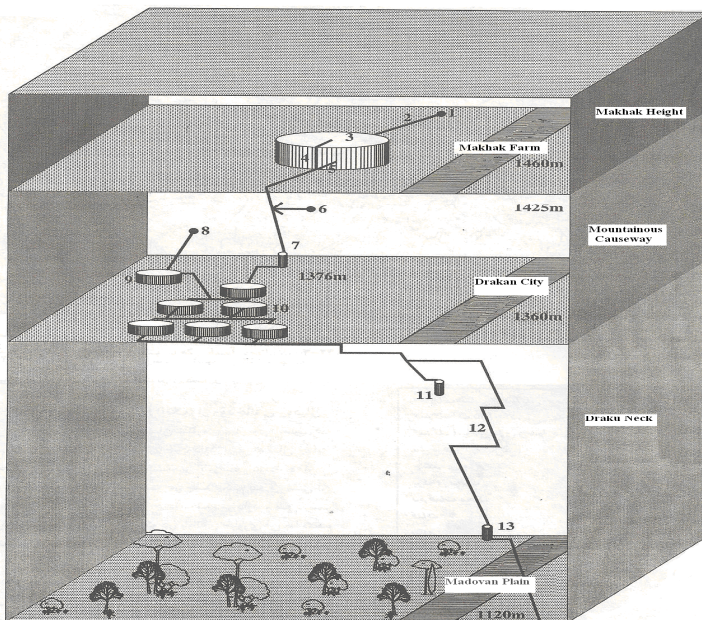 Makhak Height
1
2
3
4
5
Makhak Farm
1460m
1425m
6
Mountainous
Causeway
8
7
9
1376m
Drakan City
10
1360m
11
12
Draku Neck
13
Madovan Plain
1120m